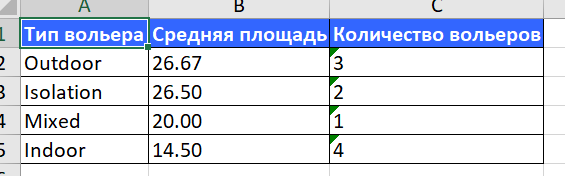 A B C
1 Тип вольера Средняя площадь Количество вольеров
2 Outdoor 26.67 3
3 Isolation 26.50 2
4 Mixed 20.00 1
5 Indoor 14.50 4